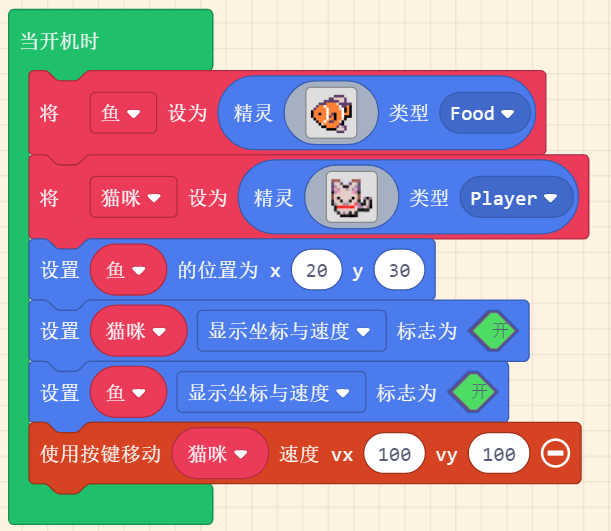 当开机时
将 鱼 设为 精灵 类型 Food
将 猫咪 设为 精灵 类型 Player
设置 鱼 的位置为 x 20 y 30
设置 猫咪 显示坐标与速度 标志为 开
设置 鱼 显示坐标与速度 标志为 开
使用按键移动 猫咪 速度 vx 100 vy 100